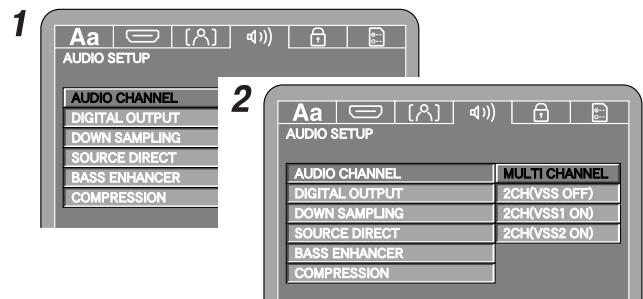 1
Aa
AUDIO SETUP
AUDIO CHANNEL
DIGITAL OUTPUT
DOWN SAMPLING
SOURCE DIRECT
BASS ENHANCER
COMPRESSION
2
Aa
AUDIO SETUP
AUDIO CHANNEL MULTI CHANNEL
DIGITAL OUTPUT 2CH(VSS OFF)
DOWN SAMPLING 2CH(VSS1 ON)
SOURCE DIRECT 2CH(VSS2 ON)
BASS ENHANCER
COMPRESSION